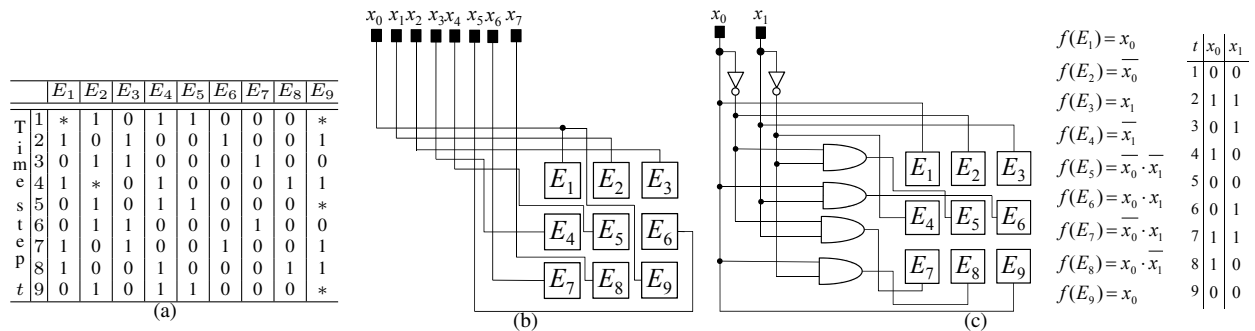 E1 E2 E3 E4 E5 E6 E7 E8 E9
Time step t
1 * 1 0 1 1 0 0 0 *
2 1 0 1 0 0 1 0 0 1
3 0 1 1 0 0 0 1 0 0
4 1 * 0 1 0 0 0 1 1
5 0 1 0 1 1 0 0 0 *
6 0 1 1 0 0 0 1 0 0
7 1 0 1 0 0 1 0 0 1
8 1 0 0 1 0 0 0 1 1
9 0 1 0 1 1 0 0 0 *
(a)
x0 x1 x2 x3 x4 x5 x6 x7
E1 E2 E3
E4 E5 E6
E7 E8 E9
(b)
x0 x1
E1 E2 E3
E4 E5 E6
E7 E8 E9
(c)
f(E1) = x0
f(E2) = x̅0
f(E3) = x1
f(E4) = x̅1
f(E5) = x̅0 · x̅1
f(E6) = x0 · x1
f(E7) = x̅0 · x1
f(E8) = x0 · x̅1
f(E9) = x0
t x0 x1
1 0 0
2 1 1
3 0 1
4 1 0
5 0 0
6 0 1
7 1 1
8 1 0
9 0 0